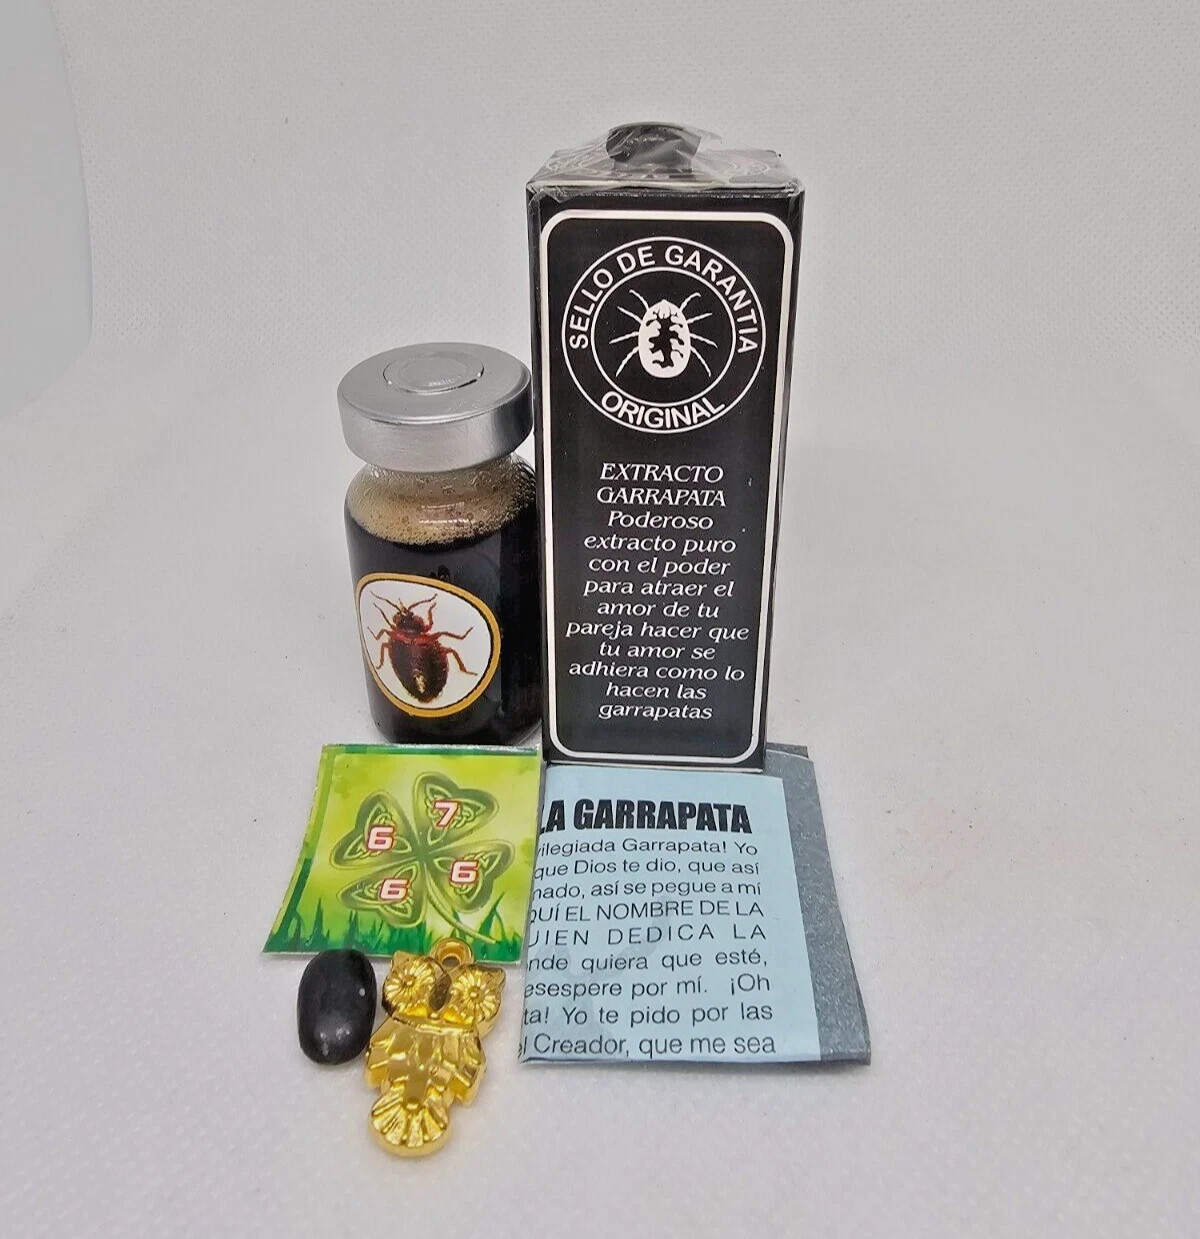 SELLO DE GARANTIA
ORIGINAL
EXTRACTO
GARRAPATA
Poderoso
extracto puro
con el poder
para atraer el
amor de tu
pareja hacer que
tu amor se
adhiera como lo
hacen las
garrapatas
7
6
6
6
LA GARRAPATA
vilegiada Garrapata! Yo
que Dios te dio, que así
mado, así se pegue a mí
QUÍ EL NOMBRE DE LA
UIEN DEDICA LA
nde quiera que esté,
esespere por mí. ¡Oh
ta! Yo te pido por las
el Creador, que me sea